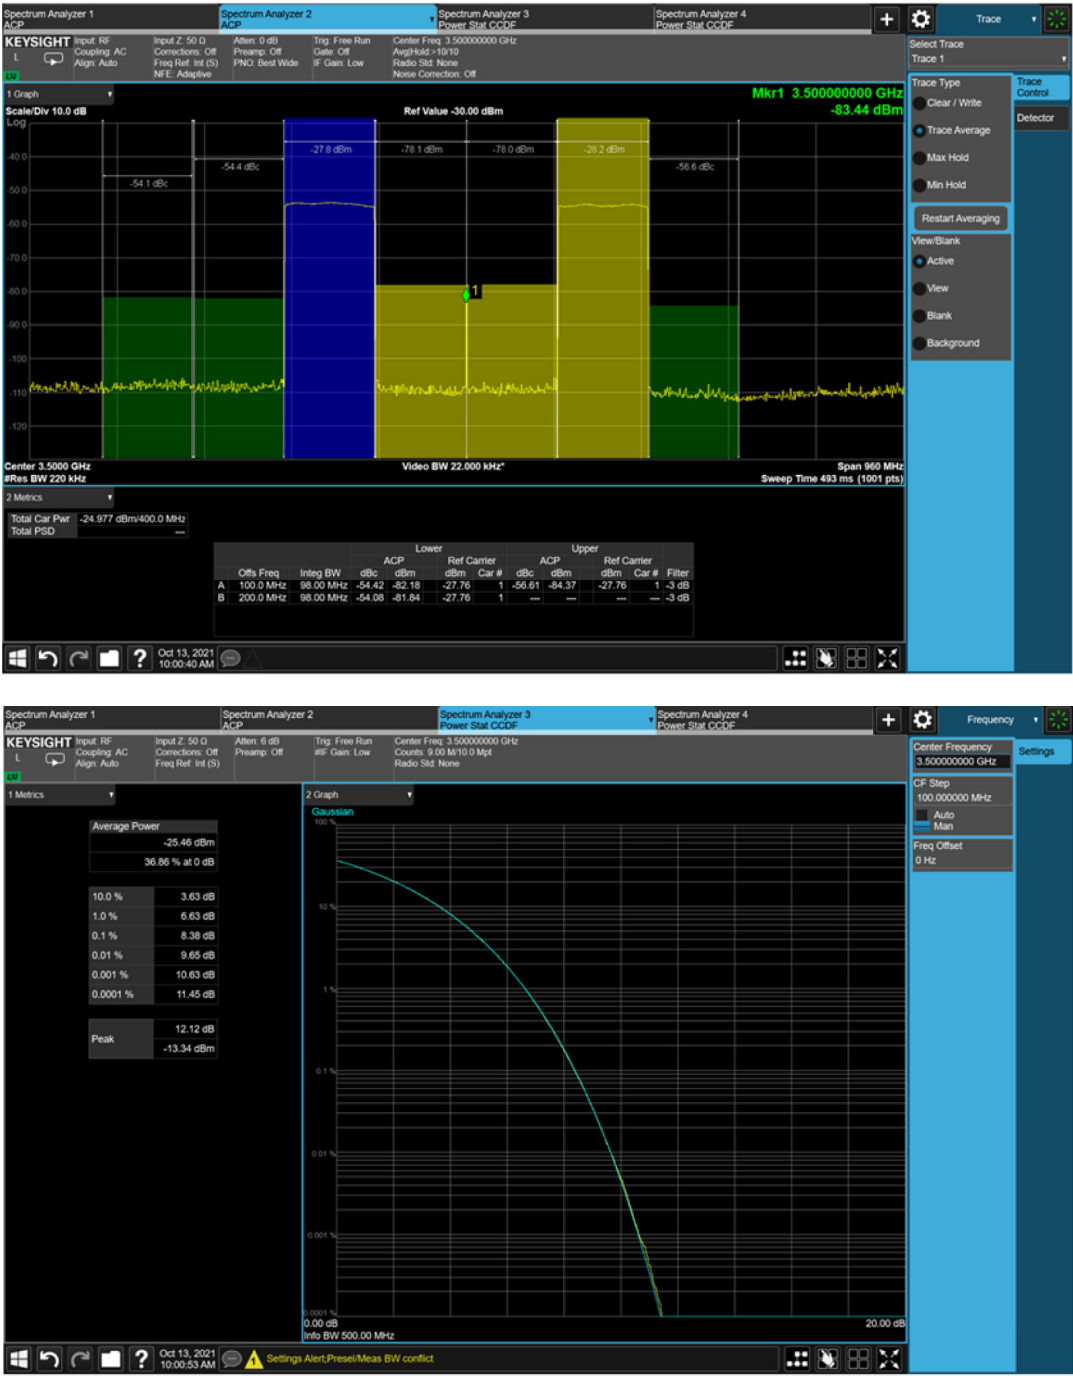 Spectrum Analyzer 1
ACP
Spectrum Analyzer 2
ACP
Spectrum Analyzer 3
Power Stat CCDF
Spectrum Analyzer 4
Power Stat CCDF
+
Trace
KEYSIGHT
L
Input: RF
Coupling: AC
Align: Auto
Input Z: 50 Ω
Corrections: Off
Freq Ref: Int (S)
NFE: Adaptive
Atten: 0 dB
Preamp: Off
PNO: Best Wide
Trig: Free Run
Gate: Off
IF Gain: Low
Center Freq: 3.500000000 GHz
Avg|Hold:>10/10
Radio Std: None
Noise Correction: Off
Select Trace
Trace 1
Trace Type
Clear / Write
Trace Average
Max Hold
Min Hold
Restart Averaging
View/Blank
Active
View
Blank
Background
Trace
Control
Detector
1 Graph
Scale/Div 10.0 dB
Ref Value -30.00 dBm
Mkr1 3.500000000 GHz
-83.44 dBm
Log
-40.0
-50.0
-60.0
-70.0
-80.0
-90.0
-100
-110
-120
-54.1 dBc
-54.4 dBc
-27.8 dBm
-78.1 dBm
-78.0 dBm
-28.2 dBm
-56.6 dBc
1
Center 3.5000 GHz
#Res BW 220 kHz
Video BW 22.000 kHz*
Span 960 MHz
Sweep Time 493 ms (1001 pts)
2 Metrics
Total Car Pwr -24.977 dBm/400.0 MHz
Total PSD ---
Lower Upper
ACP Ref Carrier ACP Ref Carrier
Offs Freq Integ BW dBc dBm dBm Car # dBc dBm dBm Car # Filter
A 100.0 MHz 98.00 MHz -54.42 -82.18 -27.76 1 -56.61 -84.37 -27.76 1 -3 dB
B 200.0 MHz 98.00 MHz -54.08 -81.84 -27.76 1 --- --- --- --- -3 dB
?
Oct 13, 2021
10:00:40 AM
Spectrum Analyzer 1
ACP
Spectrum Analyzer 2
ACP
Spectrum Analyzer 3
Power Stat CCDF
Spectrum Analyzer 4
Power Stat CCDF
+
Frequency
KEYSIGHT
L
Input: RF
Coupling: AC
Align: Auto
Input Z: 50 Ω
Corrections: Off
Freq Ref: Int (S)
Atten: 6 dB
Preamp: Off
Trig: Free Run
#IF Gain: Low
Center Freq: 3.500000000 GHz
Counts: 9.00 M/10.0 Mpt
Radio Std: None
Center Frequency
3.500000000 GHz
CF Step
100.000000 MHz
Auto
Man
Freq Offset
0 Hz
Settings
1 Metrics
Average Power
-25.46 dBm
36.86 % at 0 dB
10.0 % 3.63 dB
1.0 % 6.63 dB
0.1 % 8.38 dB
0.01 % 9.65 dB
0.001 % 10.63 dB
0.0001 % 11.45 dB
Peak
12.12 dB
-13.34 dBm
2 Graph
Gaussian
100 %
10 %
1 %
0.1 %
0.01 %
0.001 %
0.0001 %
0.00 dB
20.00 dB
Info BW 500.00 MHz
?
Oct 13, 2021
10:00:53 AM
Settings Alert;Presel/Meas BW conflict